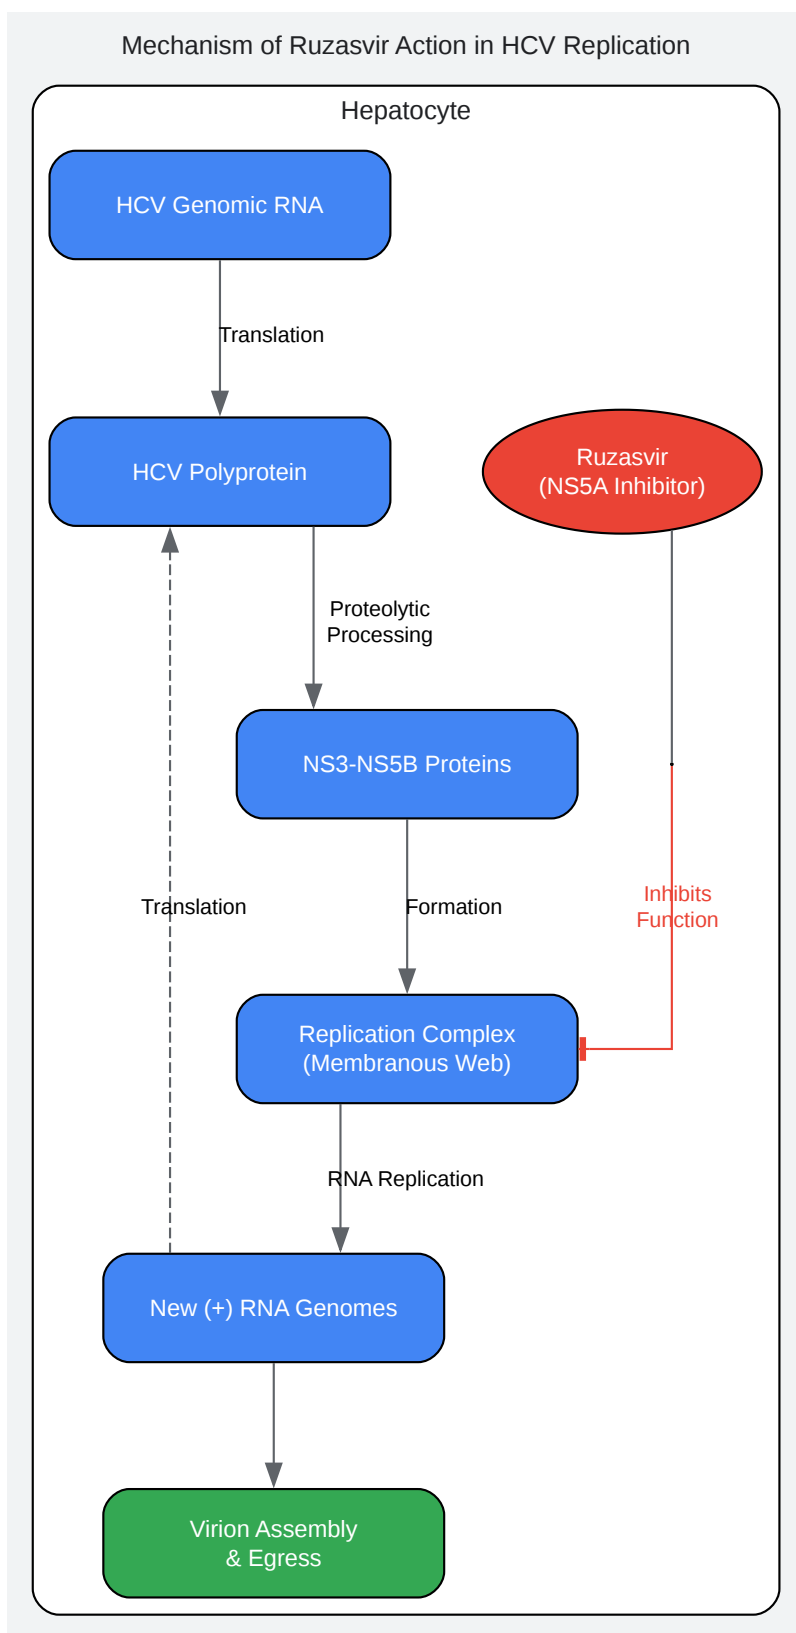 Mechanism of Ruzasvir Action in HCV Replication
Hepatocyte
HCV Genomic RNA
Translation
HCV Polyprotein
Ruzasvir
(NS5A Inhibitor)
Proteolytic
Processing
NS3-NS5B Proteins
Translation
Formation
Inhibits
Function
Replication Complex
(Membranous Web)
RNA Replication
New (+) RNA Genomes
Virion Assembly
& Egress